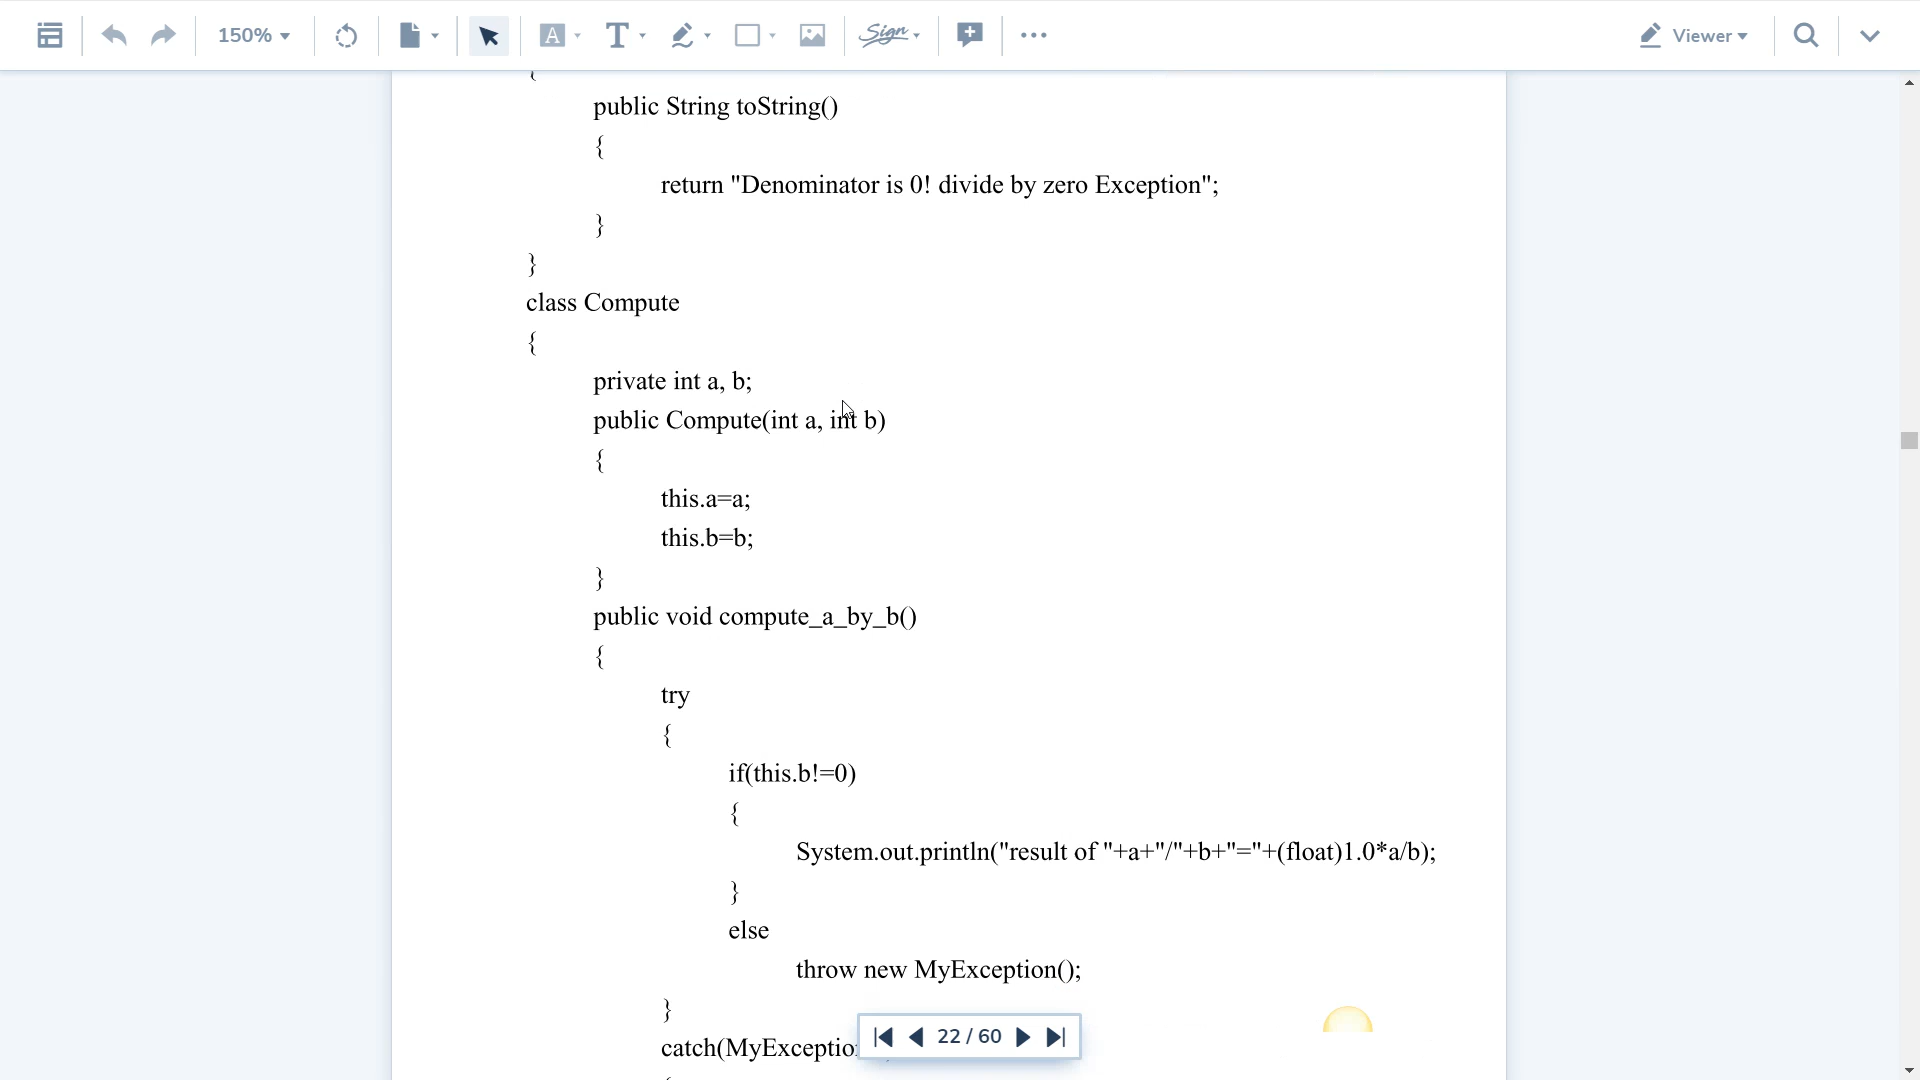 150%
A
T
Sign
Viewer
{
public String toString()
{
return "Denominator is 0! divide by zero Exception";
}
}
class Compute
{
private int a, b;
public Compute(int a, int b)
{
this.a=a;
this.b=b;
}
public void compute_a_by_b()
{
try
{
if(this.b!=0)
{
System.out.println("result of "+a+"/"+b+"="+(float)1.0*a/b);
}
else
throw new MyException();
}
catch(MyException
22 / 60